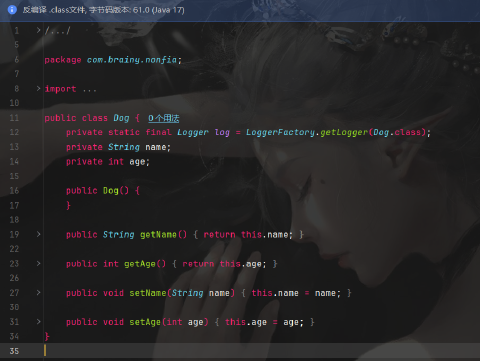 反编译 .class文件, 字节码版本: 61.0 (Java 17)
1 > /.../
5
6 package com.brainy.nonfig;
7
8 > import ...
10
11 public class Dog { 0个用法
12 private static final Logger log = LoggerFactory.getLogger(Dog.class);
13 private String name;
14 private int age;
15
16 public Dog() {
17 }
18
19 > public String getName() { return this.name; }
22
23 > public int getAge() { return this.age; }
26
27 > public void setName(String name) { this.name = name; }
30
31 > public void setAge(int age) { this.age = age; }
34 }
35